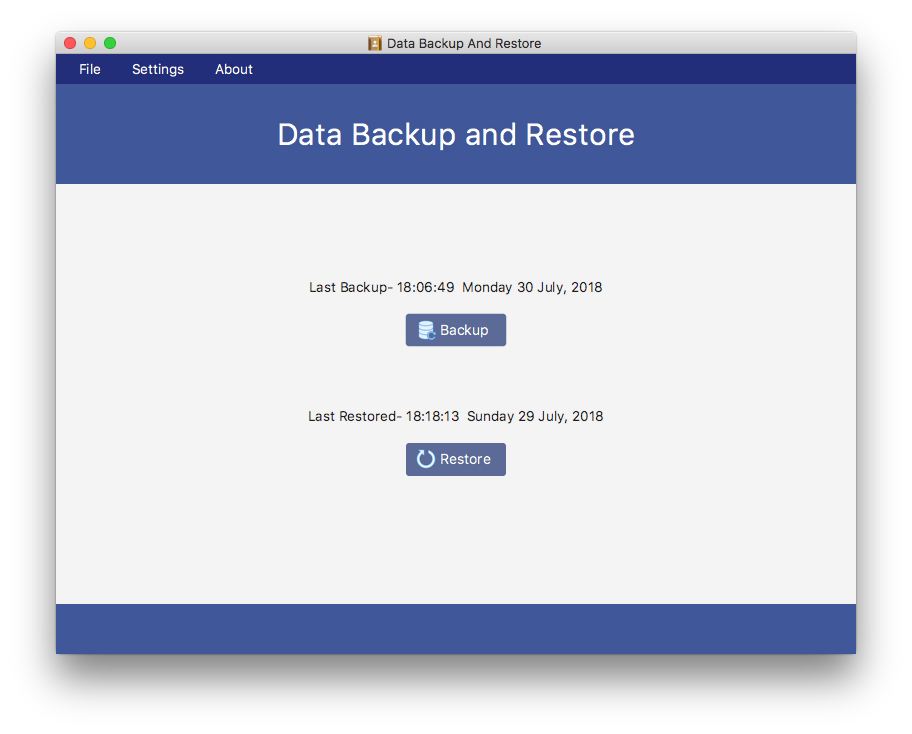 Data Backup And Restore
File Settings About
Data Backup and Restore
Last Backup- 18:06:49  Monday 30 July, 2018
Backup
Last Restored- 18:18:13  Sunday 29 July, 2018
Restore